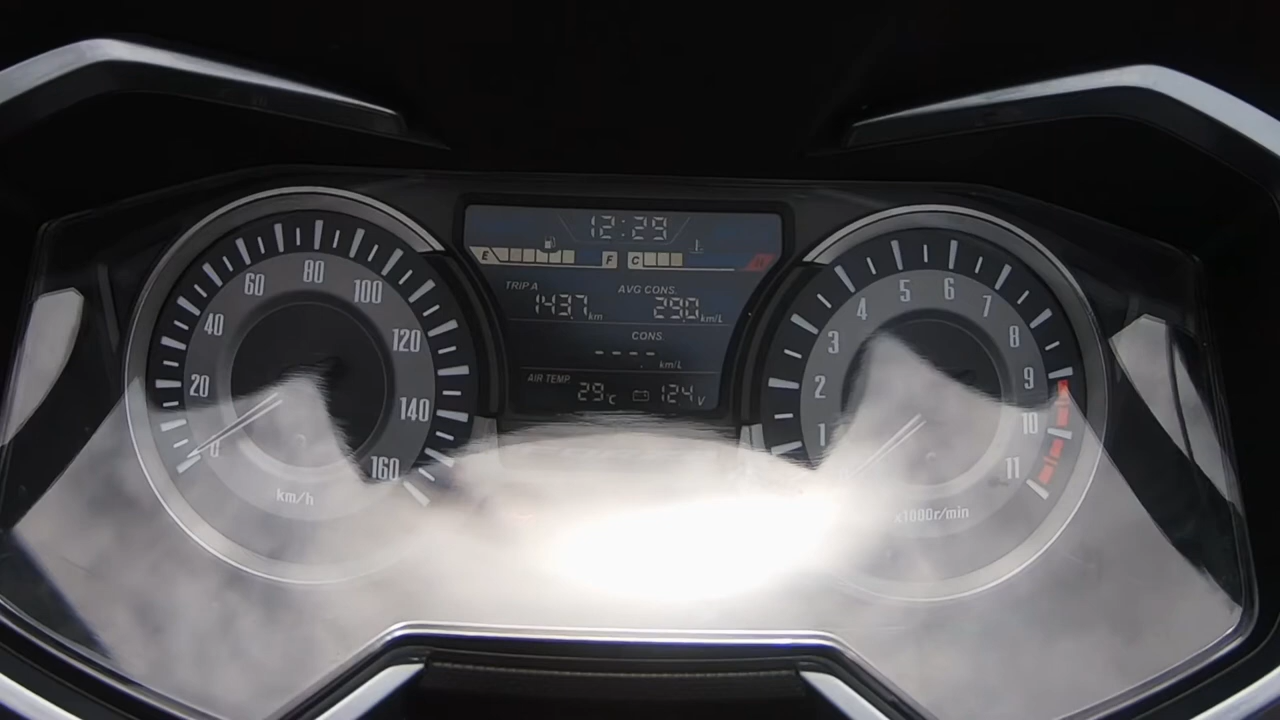 12:29
E F C H
TRIP A AVG CONS.
1437 km 29.0 km/L
CONS.
---- km/L
AIR TEMP.
29 °C 12.4 V
0 20 40 60 80 100 120 140 160
km/h
1 2 3 4 5 6 7 8 9 10 11
x1000r/min